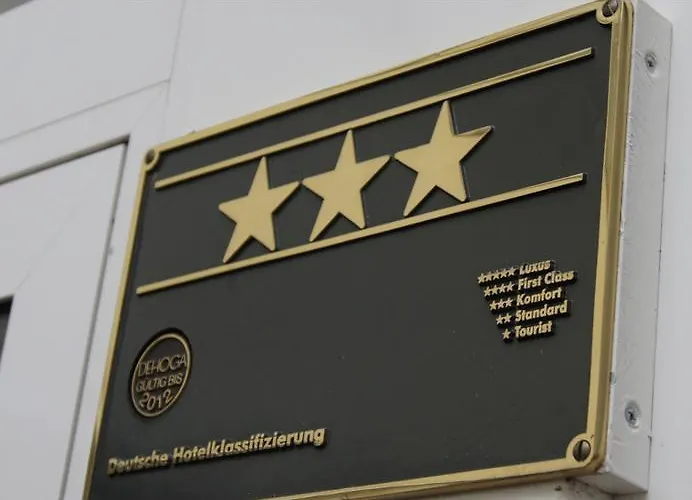 ★★★★★ Luxus
★★★★ First Class
★★★ Komfort
★★ Standard
★ Tourist
DEHOGA
GÜLTIG BIS
2012
Deutsche Hotelklassifizierung